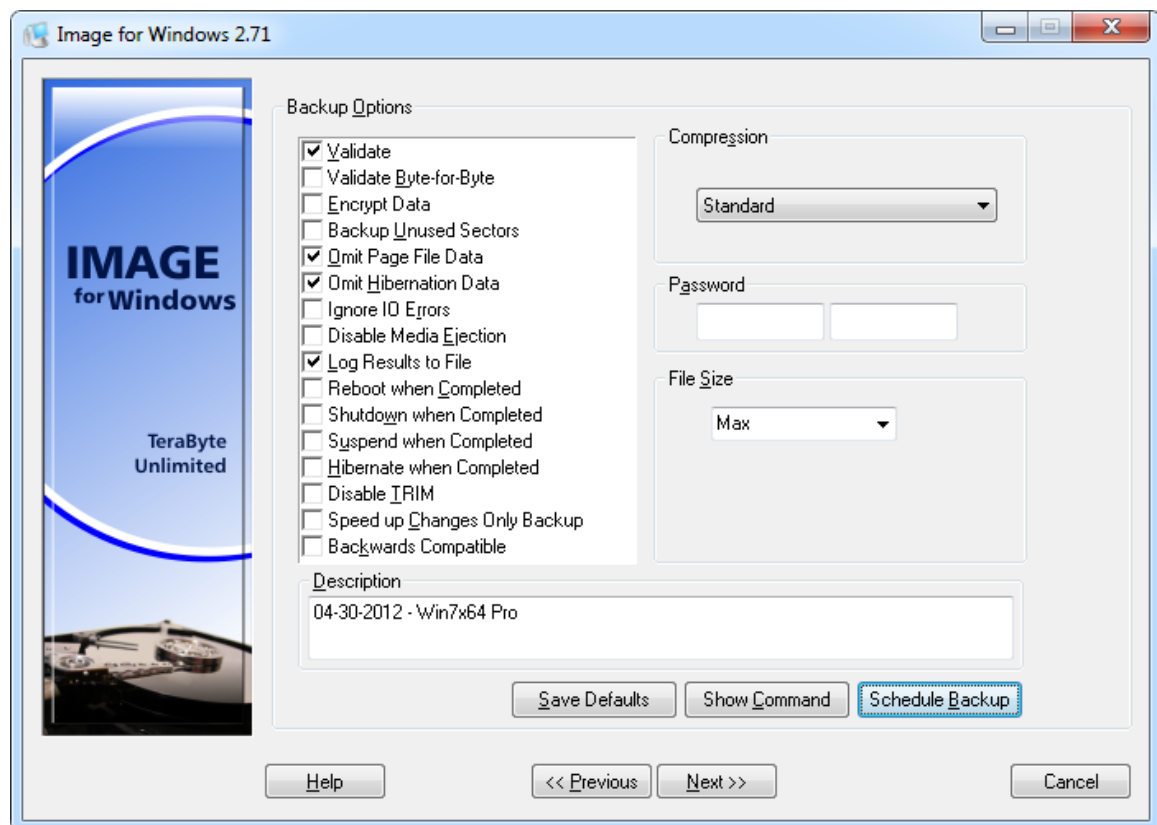 Image for Windows 2.71
IMAGE
for Windows
TeraByte
Unlimited
Backup Options
Validate
Validate Byte-for-Byte
Encrypt Data
Backup Unused Sectors
Omit Page File Data
Omit Hibernation Data
Ignore IO Errors
Disable Media Ejection
Log Results to File
Reboot when Completed
Shutdown when Completed
Suspend when Completed
Hibernate when Completed
Disable TRIM
Speed up Changes Only Backup
Backwards Compatible
Compression
Standard
Password
File Size
Max
Description
04-30-2012 - Win7x64 Pro
Save Defaults
Show Command
Schedule Backup
Help
<< Previous
Next >>
Cancel